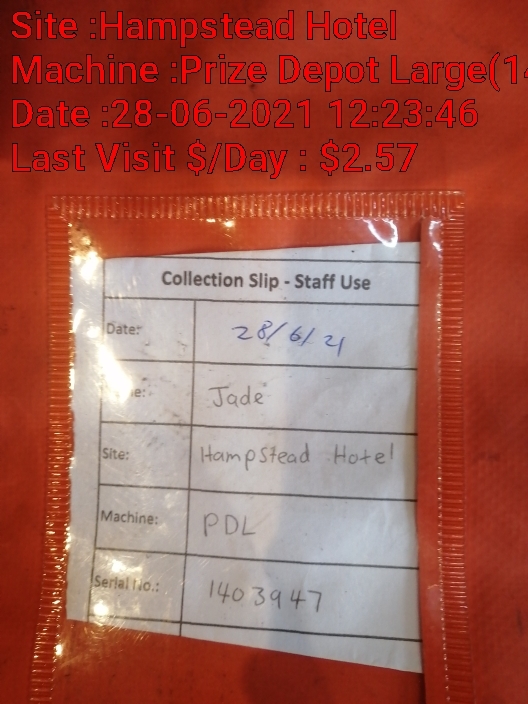 Site :Hampstead Hotel
Machine :Prize Depot Large(14
Date :28-06-2021 12:23:46
Last Visit $/Day : $2.57
Collection Slip - Staff Use
Date: 28/6/21
Jade
Site: Hampstead Hotel
Machine: PDL
Serial No.: 1403947